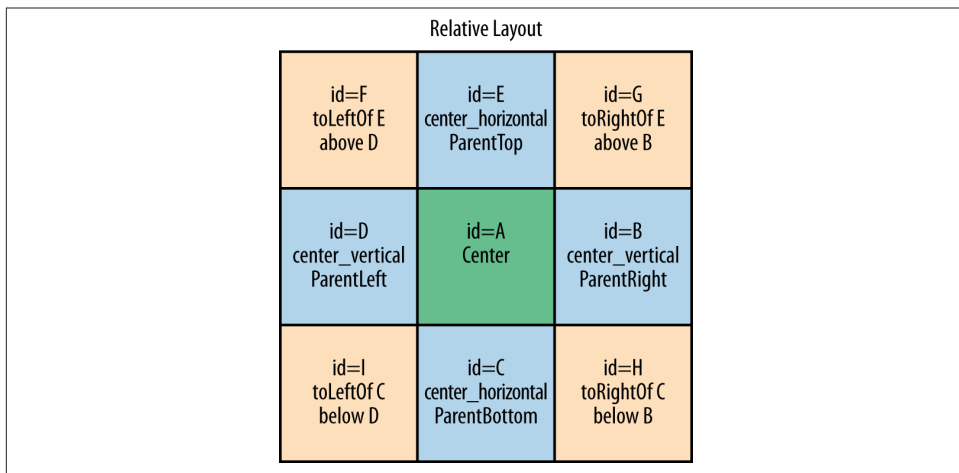 Relative Layout
id=F
toLeftOf E
above D
id=E
center_horizontal
ParentTop
id=G
toRightOf E
above B
id=D
center_vertical
ParentLeft
id=A
Center
id=B
center_vertical
ParentRight
id=I
toLeftOf C
below D
id=C
center_horizontal
ParentBottom
id=H
toRightOf C
below B